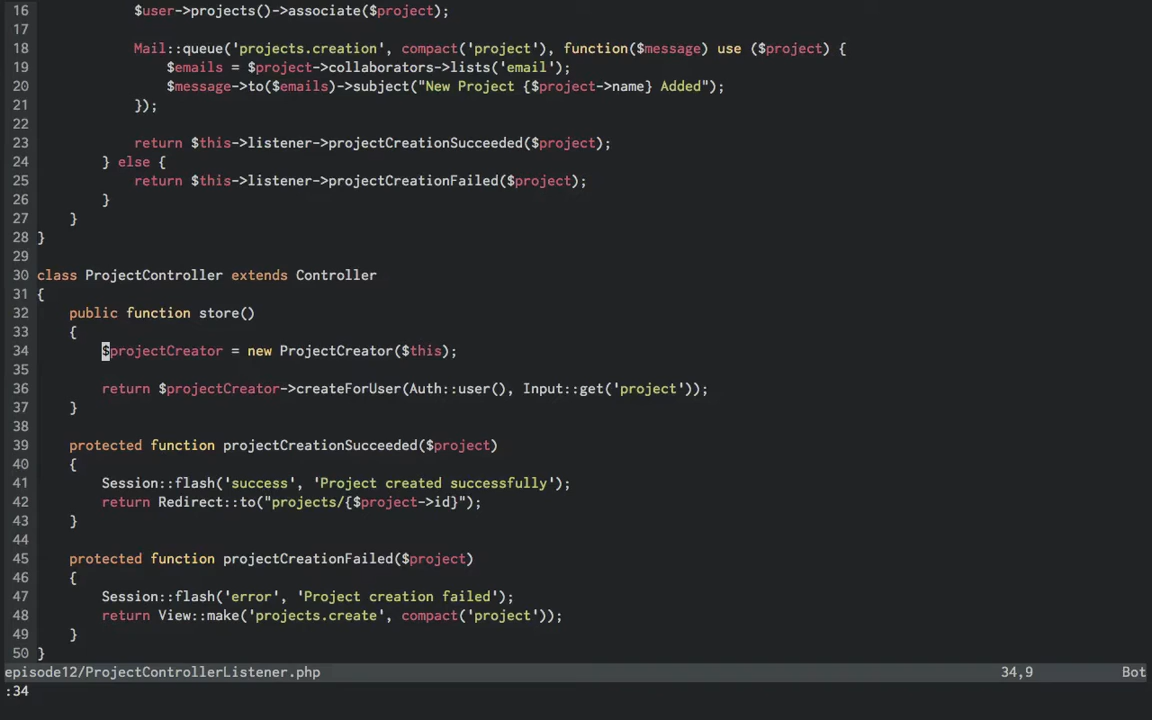 16             $user->projects()->associate($project);
17
18             Mail::queue('projects.creation', compact('project'), function($message) use ($project) {
19                 $emails = $project->collaborators->lists('email');
20                 $message->to($emails)->subject("New Project {$project->name} Added");
21             });
22
23             return $this->listener->projectCreationSucceeded($project);
24         } else {
25             return $this->listener->projectCreationFailed($project);
26         }
27     }
28 }
29
30 class ProjectController extends Controller
31 {
32     public function store()
33     {
34         $projectCreator = new ProjectCreator($this);
35
36         return $projectCreator->createForUser(Auth::user(), Input::get('project'));
37     }
38
39     protected function projectCreationSucceeded($project)
40     {
41         Session::flash('success', 'Project created successfully');
42         return Redirect::to("projects/{$project->id}");
43     }
44
45     protected function projectCreationFailed($project)
46     {
47         Session::flash('error', 'Project creation failed');
48         return View::make('projects.create', compact('project'));
49     }
50 }
episode12/ProjectControllerListener.php 34,9 Bot
:34